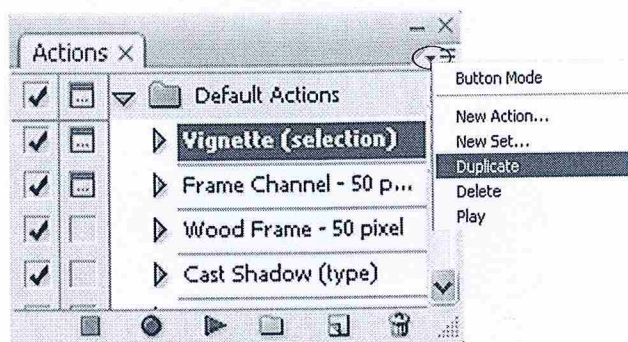 Actions ×
Default Actions
Vignette (selection)
Frame Channel - 50 p...
Wood Frame - 50 pixel
Cast Shadow (type)
Button Mode
New Action...
New Set...
Duplicate
Delete
Play